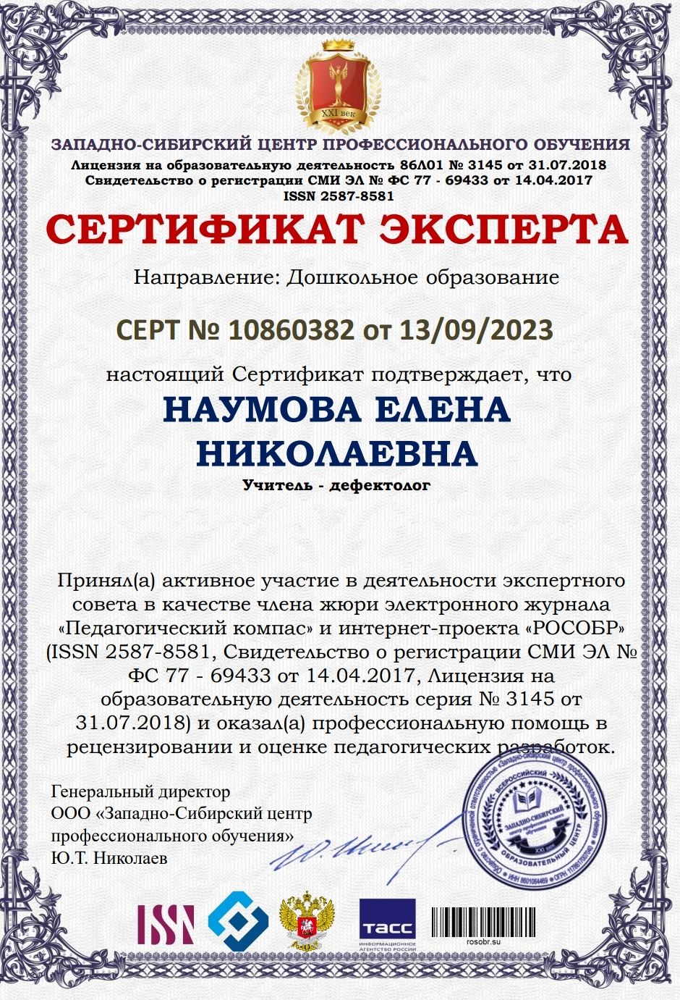 XXI век
ЗАПАДНО-СИБИРСКИЙ ЦЕНТР ПРОФЕССИОНАЛЬНОГО ОБУЧЕНИЯ
Лицензия на образовательную деятельность 86Л01 № 3145 от 31.07.2018
Свидетельство о регистрации СМИ ЭЛ № ФС 77 - 69433 от 14.04.2017
ISSN 2587-8581
СЕРТИФИКАТ ЭКСПЕРТА
Направление: Дошкольное образование
СЕРТ № 10860382 от 13/09/2023
настоящий Сертификат подтверждает, что
НАУМОВА ЕЛЕНА
НИКОЛАЕВНА
Учитель - дефектолог
Принял(а) активное участие в деятельности экспертного
совета в качестве члена жюри электронного журнала
«Педагогический компас» и интернет-проекта «РОСОБР»
(ISSN 2587-8581, Свидетельство о регистрации СМИ ЭЛ №
ФС 77 - 69433 от 14.04.2017, Лицензия на
образовательную деятельность серия № 3145 от
31.07.2018) и оказал(а) профессиональную помощь в
рецензировании и оценке педагогических разработок.
Генеральный директор
ООО «Западно-Сибирский центр
профессионального обучения»
Ю.Т. Николаев
ВСЕРОССИЙСКИЙ
ЗАПАДНО-СИБИРСКИЙ
центр профессионального
обучения
XXI век
ОБРАЗОВАТЕЛЬНЫЙ ЦЕНТР
ISSN
ТАСС
ИНФОРМАЦИОННОЕ
АГЕНТСТВО РОССИИ
rosobr.su